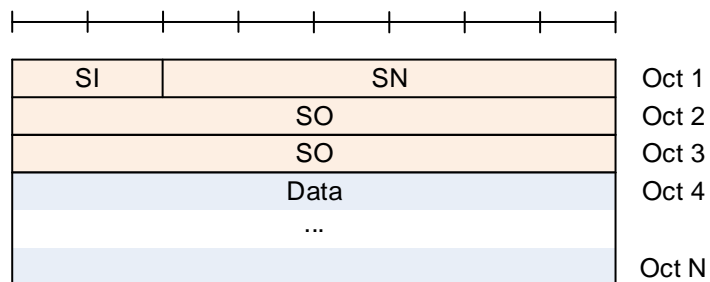 SI SN Oct 1
SO Oct 2
SO Oct 3
Data Oct 4
...
Oct N